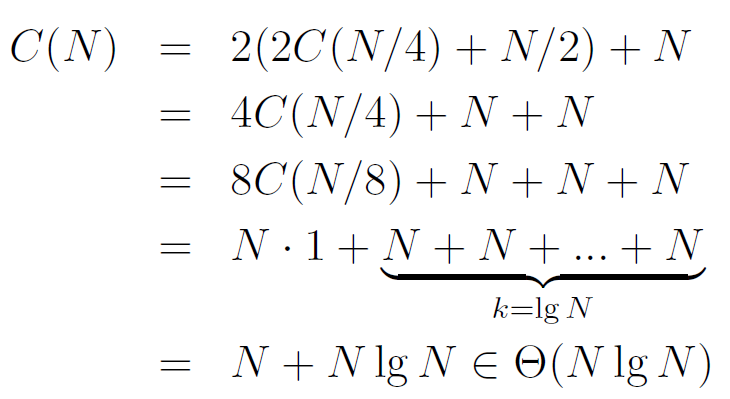 C(N) = 2(2C(N/4) + N/2) + N
= 4C(N/4) + N + N
= 8C(N/8) + N + N + N
= N · 1 + N + N + ... + N
k=lg N
= N + N lg N ∈ Θ(N lg N)